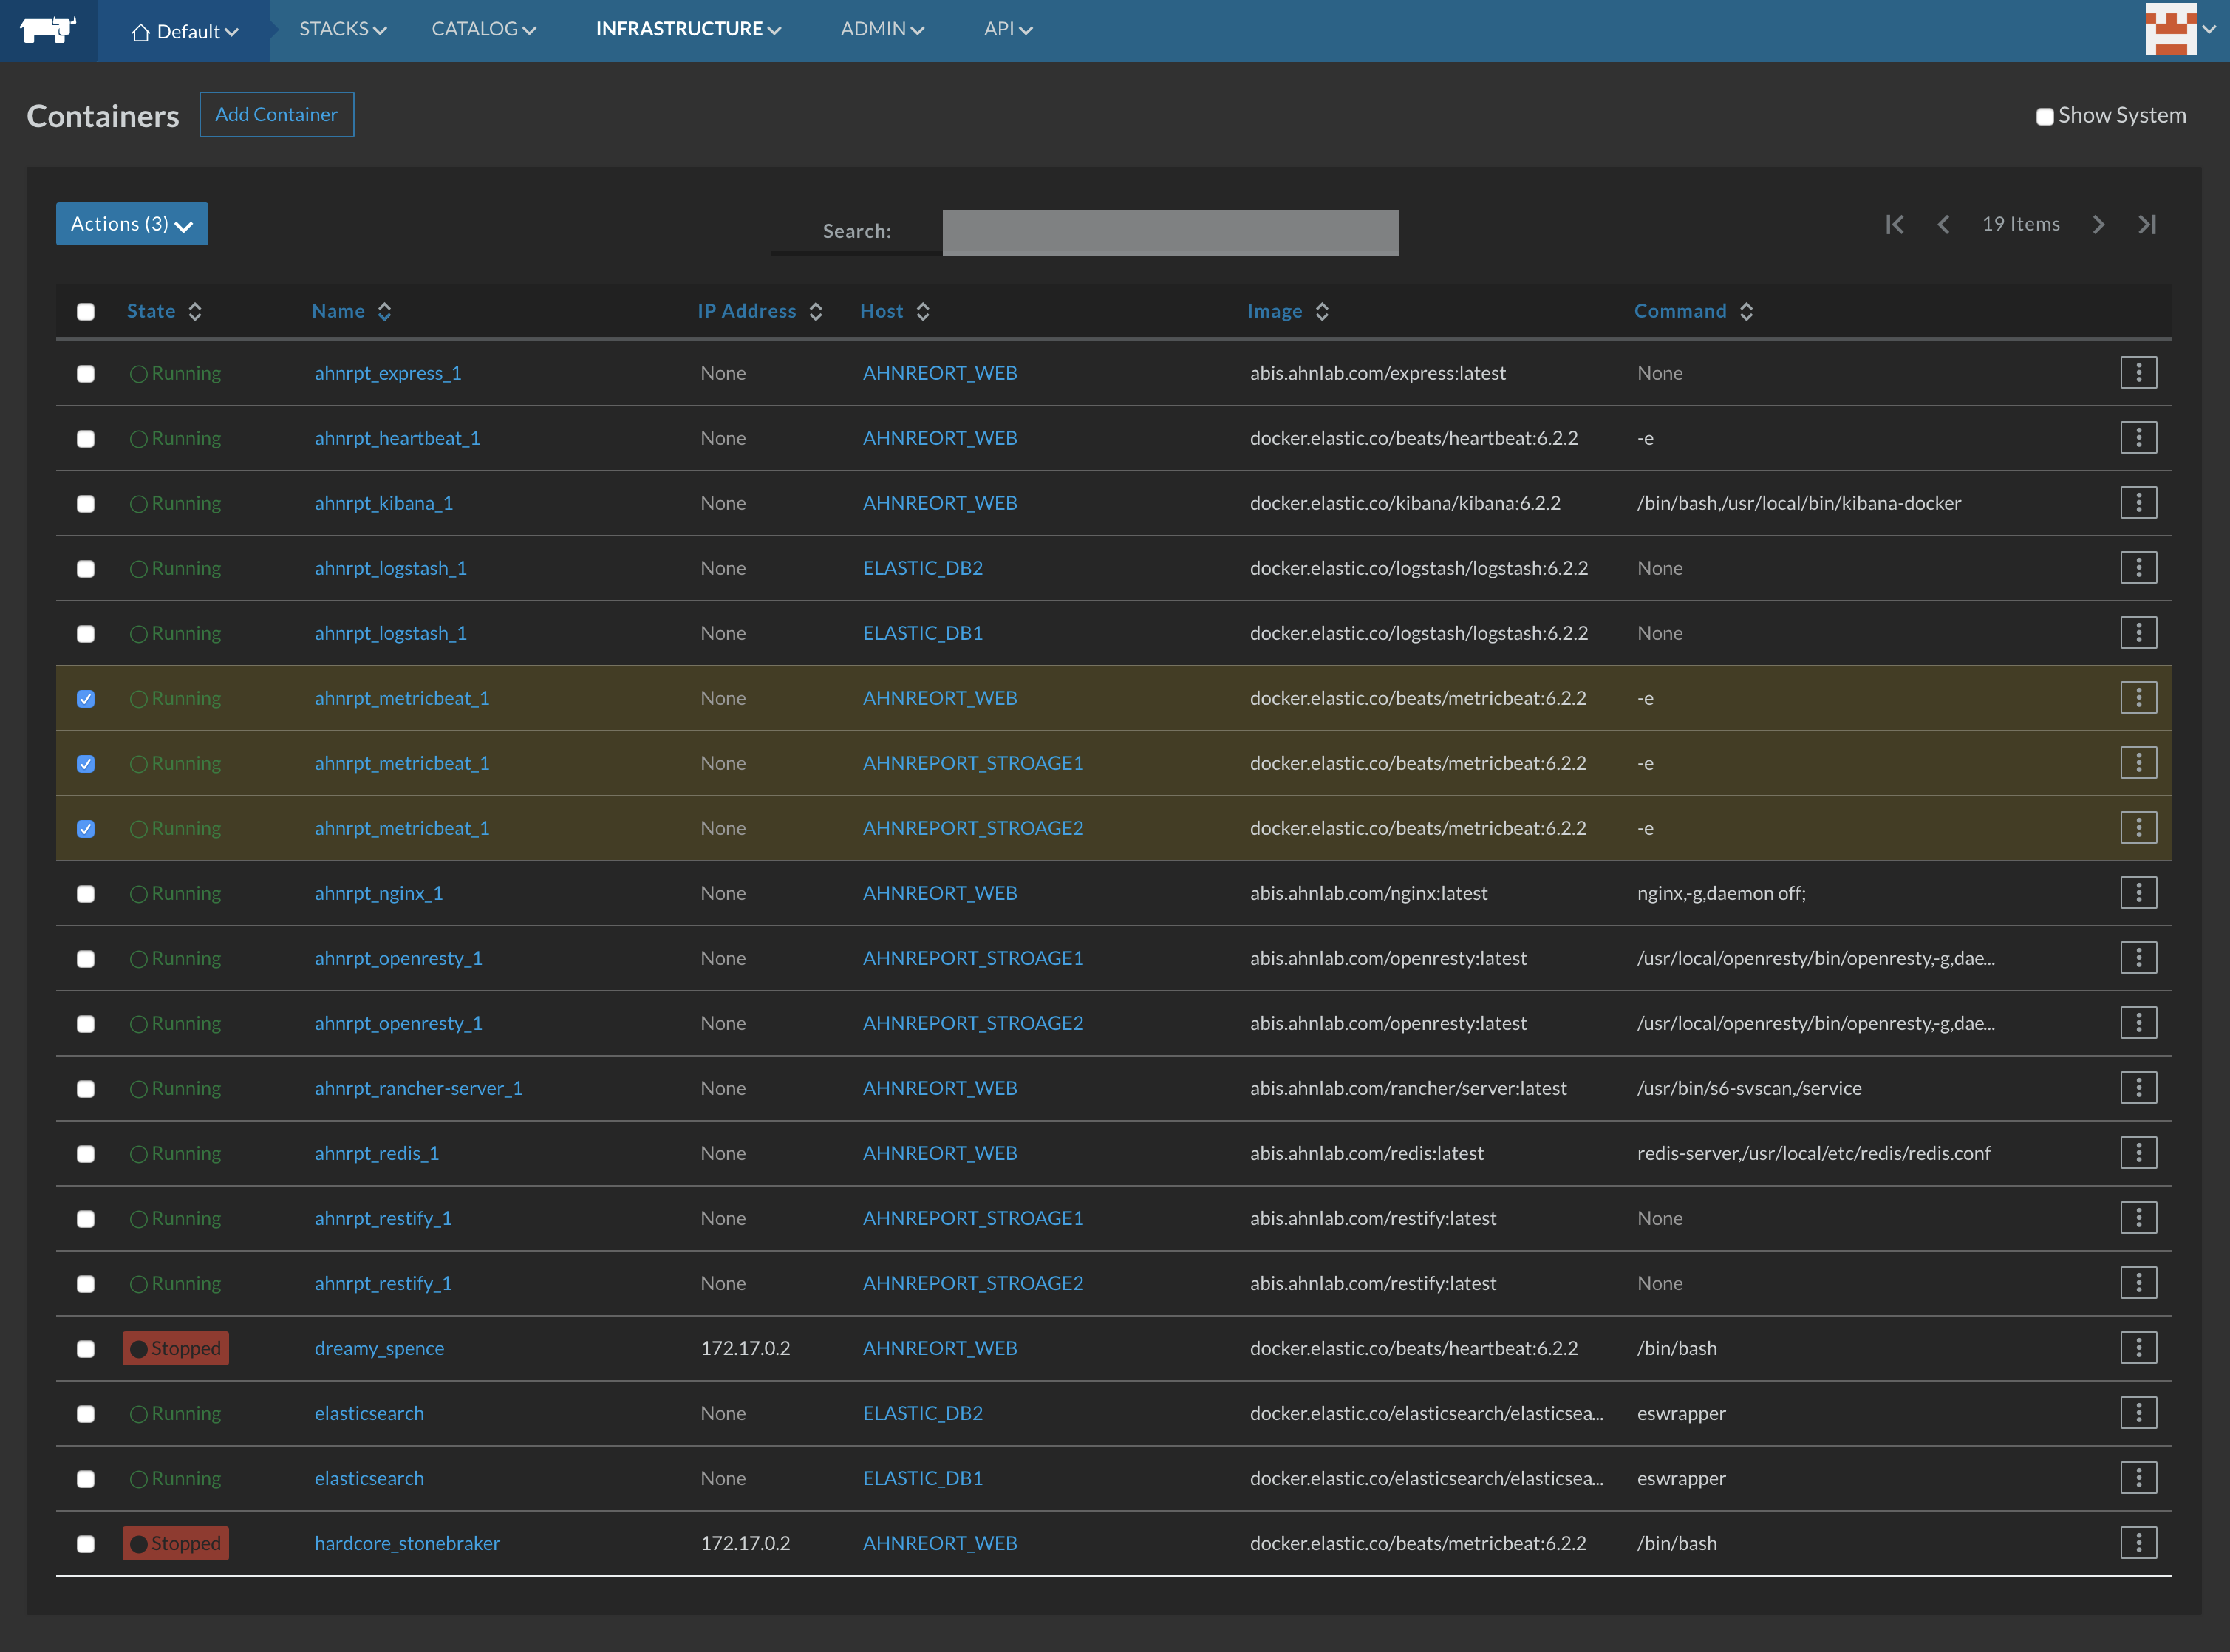 Default STACKS CATALOG INFRASTRUCTURE ADMIN API
Containers Add Container Show System
Actions (3) Search: 19 Items
State Name IP Address Host Image Command
Running ahnrpt_express_1 None AHNREORT_WEB abis.ahnlab.com/express:latest None
Running ahnrpt_heartbeat_1 None AHNREORT_WEB docker.elastic.co/beats/heartbeat:6.2.2 -e
Running ahnrpt_kibana_1 None AHNREORT_WEB docker.elastic.co/kibana/kibana:6.2.2 /bin/bash,/usr/local/bin/kibana-docker
Running ahnrpt_logstash_1 None ELASTIC_DB2 docker.elastic.co/logstash/logstash:6.2.2 None
Running ahnrpt_logstash_1 None ELASTIC_DB1 docker.elastic.co/logstash/logstash:6.2.2 None
Running ahnrpt_metricbeat_1 None AHNREORT_WEB docker.elastic.co/beats/metricbeat:6.2.2 -e
Running ahnrpt_metricbeat_1 None AHNREPORT_STROAGE1 docker.elastic.co/beats/metricbeat:6.2.2 -e
Running ahnrpt_metricbeat_1 None AHNREPORT_STROAGE2 docker.elastic.co/beats/metricbeat:6.2.2 -e
Running ahnrpt_nginx_1 None AHNREORT_WEB abis.ahnlab.com/nginx:latest nginx,-g,daemon off;
Running ahnrpt_openresty_1 None AHNREPORT_STROAGE1 abis.ahnlab.com/openresty:latest /usr/local/openresty/bin/openresty,-g,dae...
Running ahnrpt_openresty_1 None AHNREPORT_STROAGE2 abis.ahnlab.com/openresty:latest /usr/local/openresty/bin/openresty,-g,dae...
Running ahnrpt_rancher-server_1 None AHNREORT_WEB abis.ahnlab.com/rancher/server:latest /usr/bin/s6-svscan,/service
Running ahnrpt_redis_1 None AHNREORT_WEB abis.ahnlab.com/redis:latest redis-server,/usr/local/etc/redis/redis.conf
Running ahnrpt_restify_1 None AHNREPORT_STROAGE1 abis.ahnlab.com/restify:latest None
Running ahnrpt_restify_1 None AHNREPORT_STROAGE2 abis.ahnlab.com/restify:latest None
Stopped dreamy_spence 172.17.0.2 AHNREORT_WEB docker.elastic.co/beats/heartbeat:6.2.2 /bin/bash
Running elasticsearch None ELASTIC_DB2 docker.elastic.co/elasticsearch/elasticsea... eswrapper
Running elasticsearch None ELASTIC_DB1 docker.elastic.co/elasticsearch/elasticsea... eswrapper
Stopped hardcore_stonebraker 172.17.0.2 AHNREORT_WEB docker.elastic.co/beats/metricbeat:6.2.2 /bin/bash